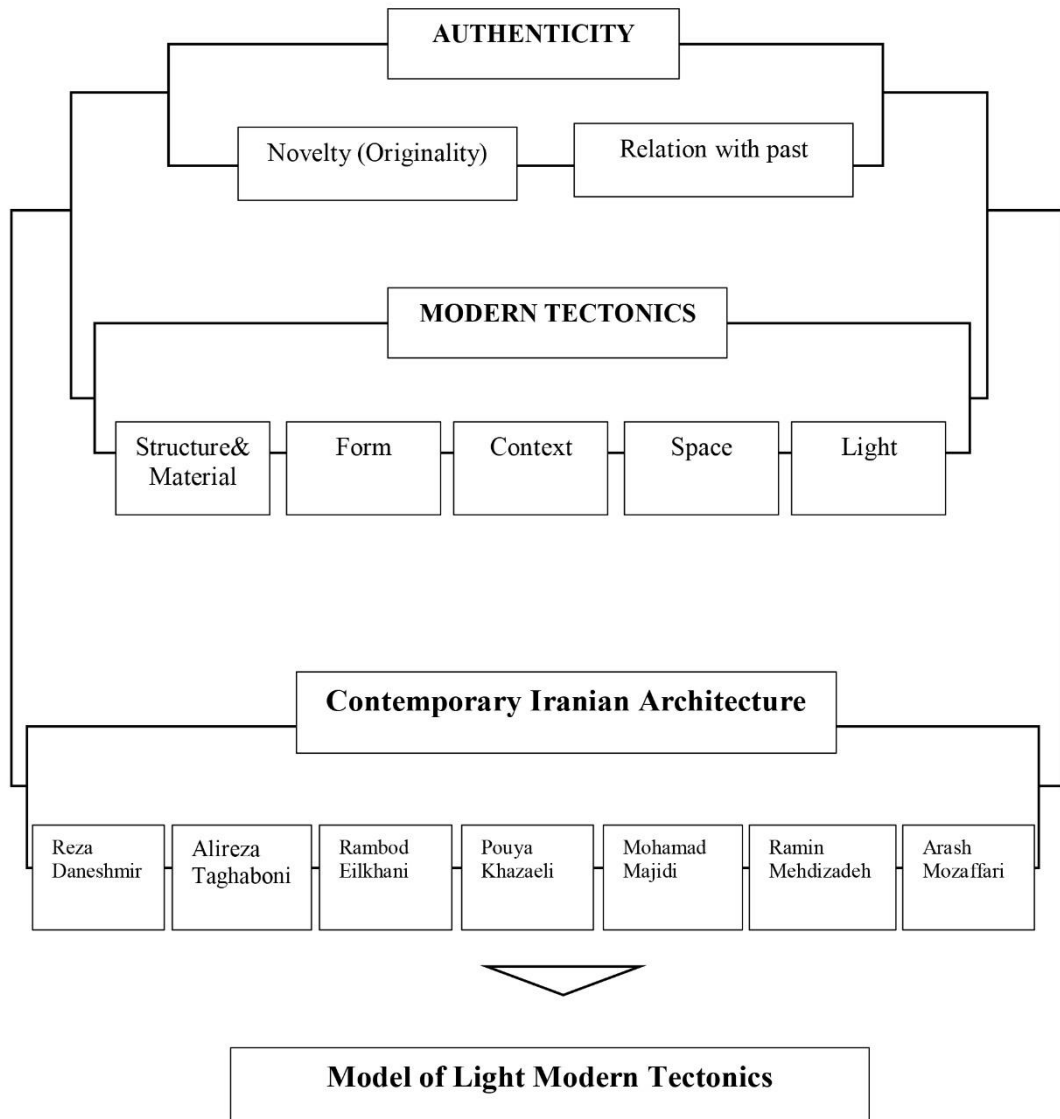 AUTHENTICITY
Novelty (Originality)
Relation with past
MODERN TECTONICS
Structure&
Material
Form
Context
Space
Light
Contemporary Iranian Architecture
Reza
Daneshmir
Alireza
Taghaboni
Rambod
Eilkhani
Pouya
Khazaeli
Mohamad
Majidi
Ramin
Mehdizadeh
Arash
Mozaffari
Model of Light Modern Tectonics